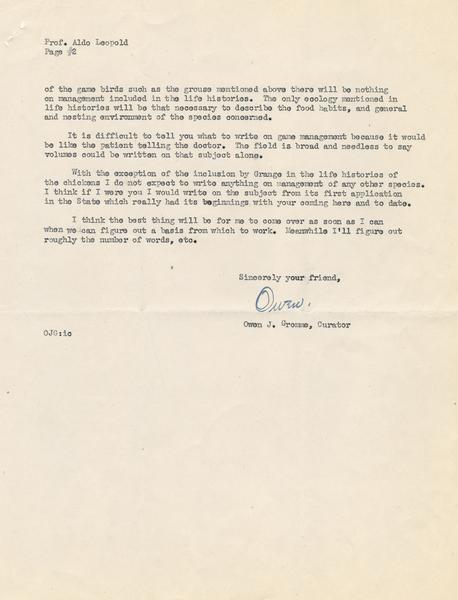 Prof. Aldo Leopold
Page #2
of the game birds such as the grouse mentioned above there will be nothing
on management included in the life histories. The only ecology mentioned in
life histories will be that necessary to describe the food habits, and general
and nesting environment of the species concerned.
It is difficult to tell you what to write on game management because it would
be like the patient telling the doctor. The field is broad and needless to say
volumes could be written on that subject alone.
With the exception of the inclusion by Grange in the life histories of
the chickens I do not expect to write anything on management of any other species.
I think if I were you I would write on the subject from its first application
in the State which really had its beginnings with your coming here and to date.
I think the best thing will be for me to come over as soon as I can
when we can figure out a basis from which to work. Meanwhile I'll figure out
roughly the number of words, etc.
Sincerely your friend,
Owen.
Owen J. Gromme, Curator
OJG:ic